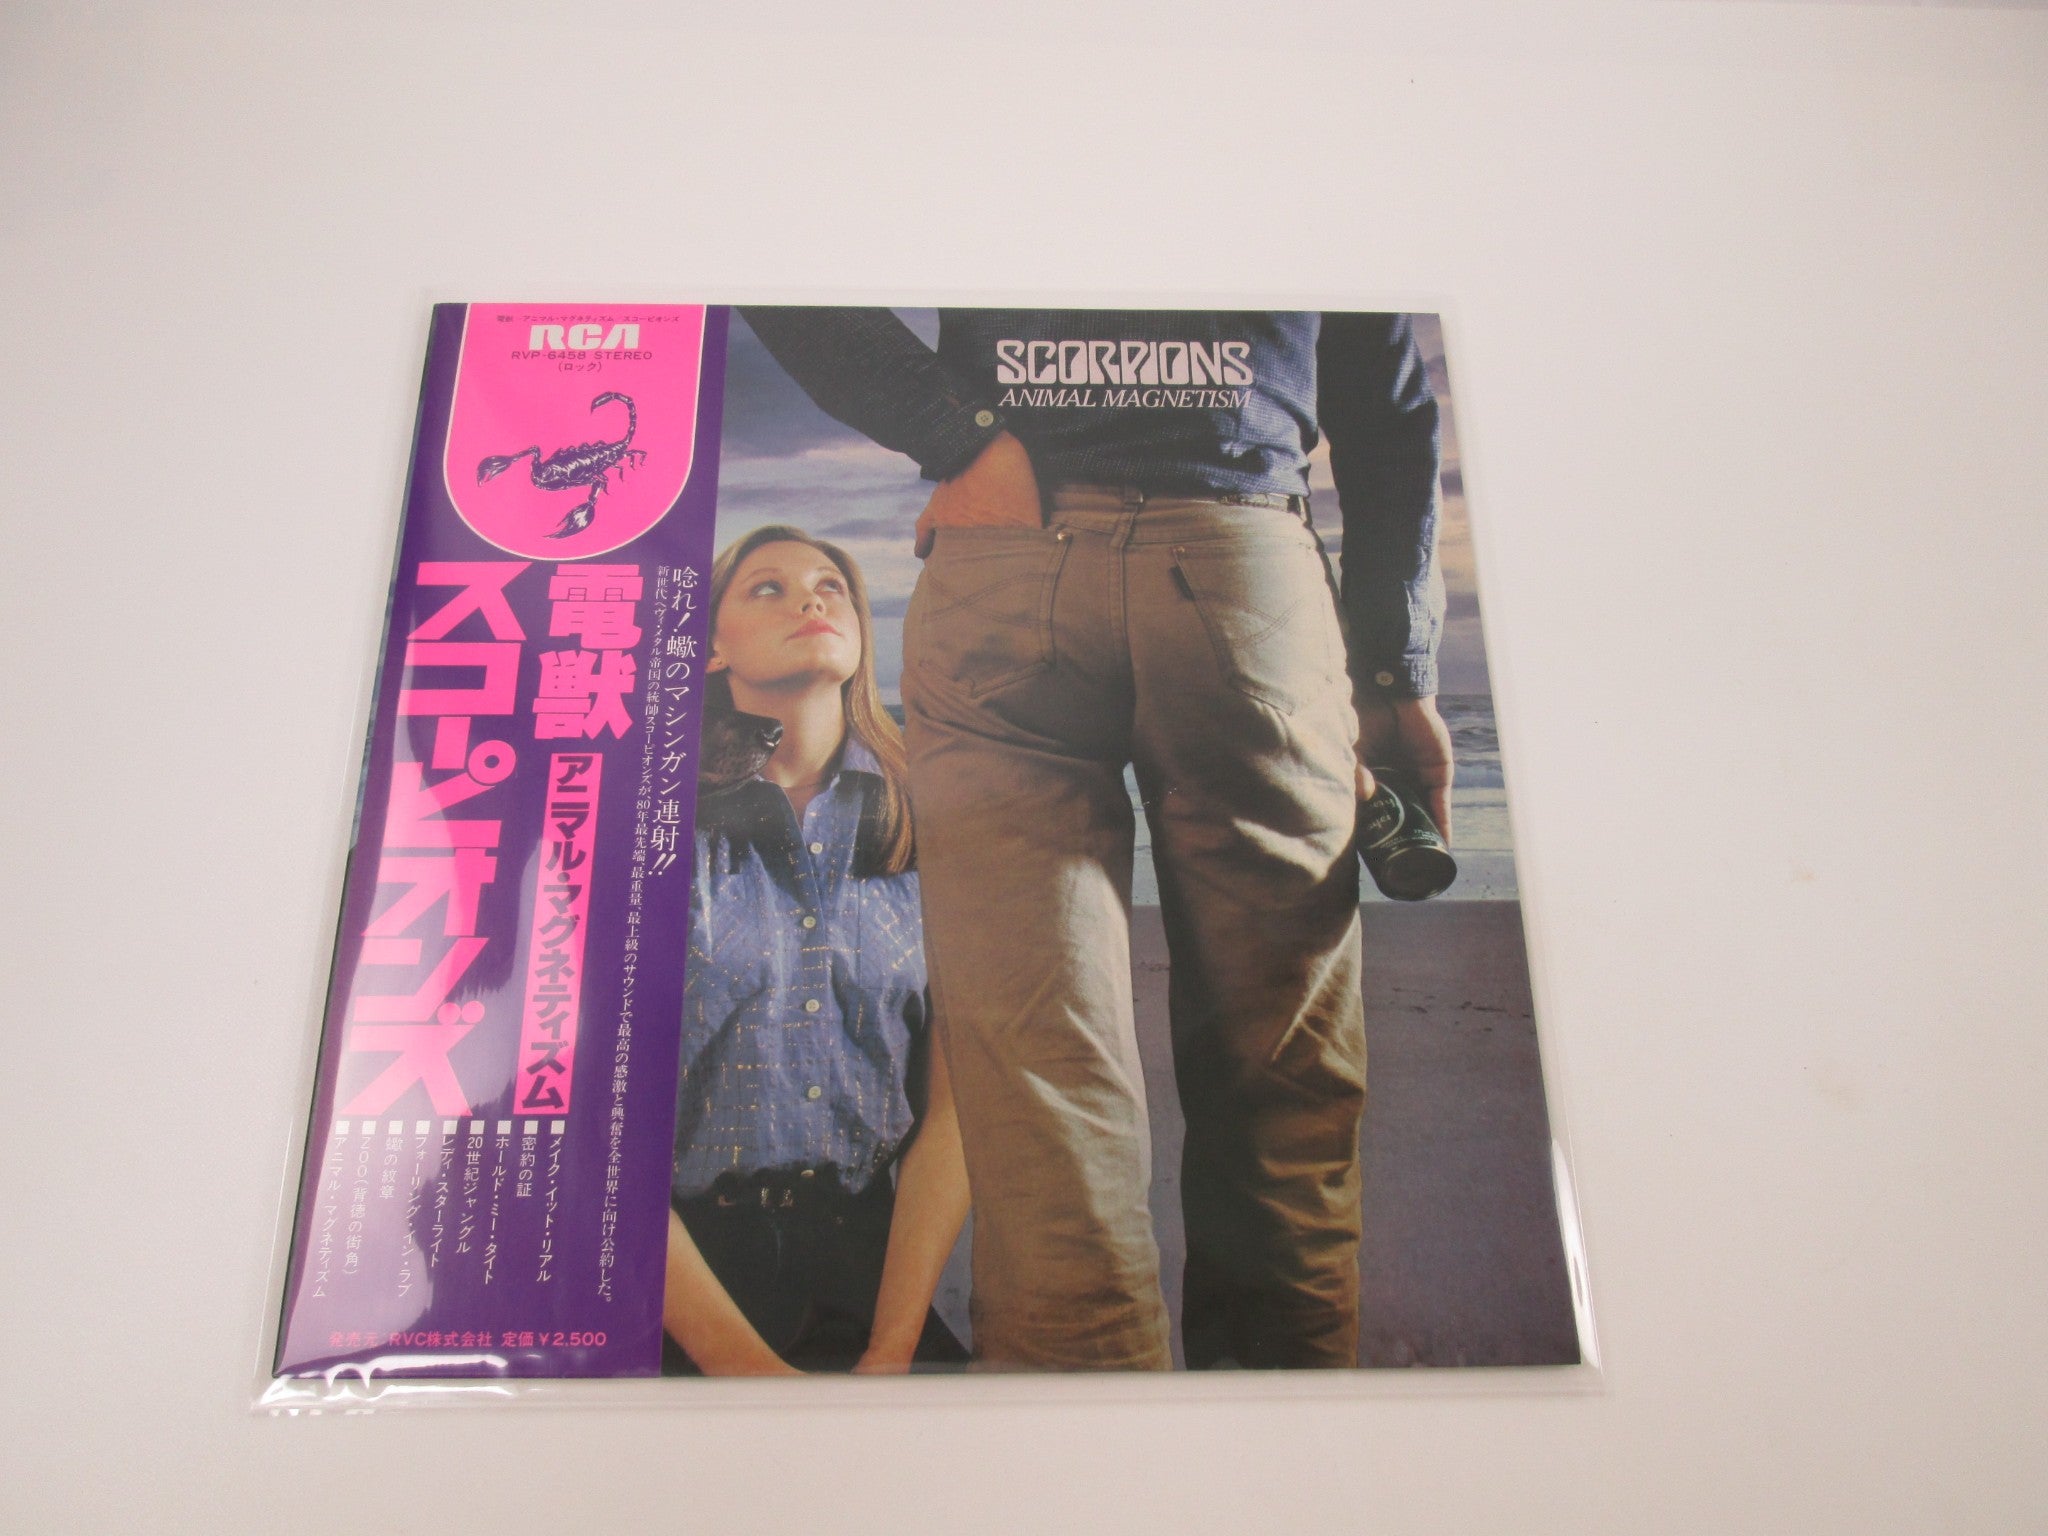 電獣/アニマル・マグネティズム/スコーピオンズ
RCA
RVP-6458 STEREO
(ロック)
SCORPIONS
ANIMAL MAGNETISM
唸れ!蠍のマシンガン連射!!
新世代ヘヴィ・メタル帝国の統帥スコーピオンズが、80年最先端、最重量、最上級のサウンドで最高の感激と興奮を全世界に向け公約した。
電獣
アニマル・マグネティズム
スコーピオンズ
■メイク・イット・リアル
■密約の証
■ホールド・ミー・タイト
■20世紀ジャングル
■レディ・スターライト
■フォーリング・イン・ラブ
■蠍の紋章
■ZOO(背徳の街角)
■アニマル・マグネティズム
発売元/RVC株式会社 定価¥2,500